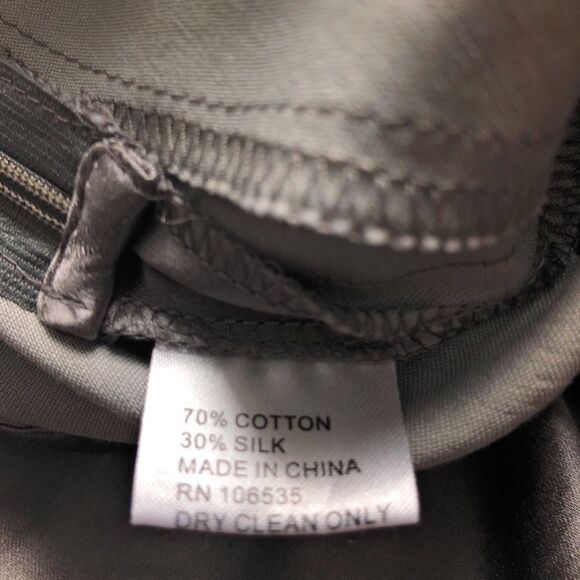 70% COTTON
30% SILK
MADE IN CHINA
RN 106535
DRY CLEAN ONLY